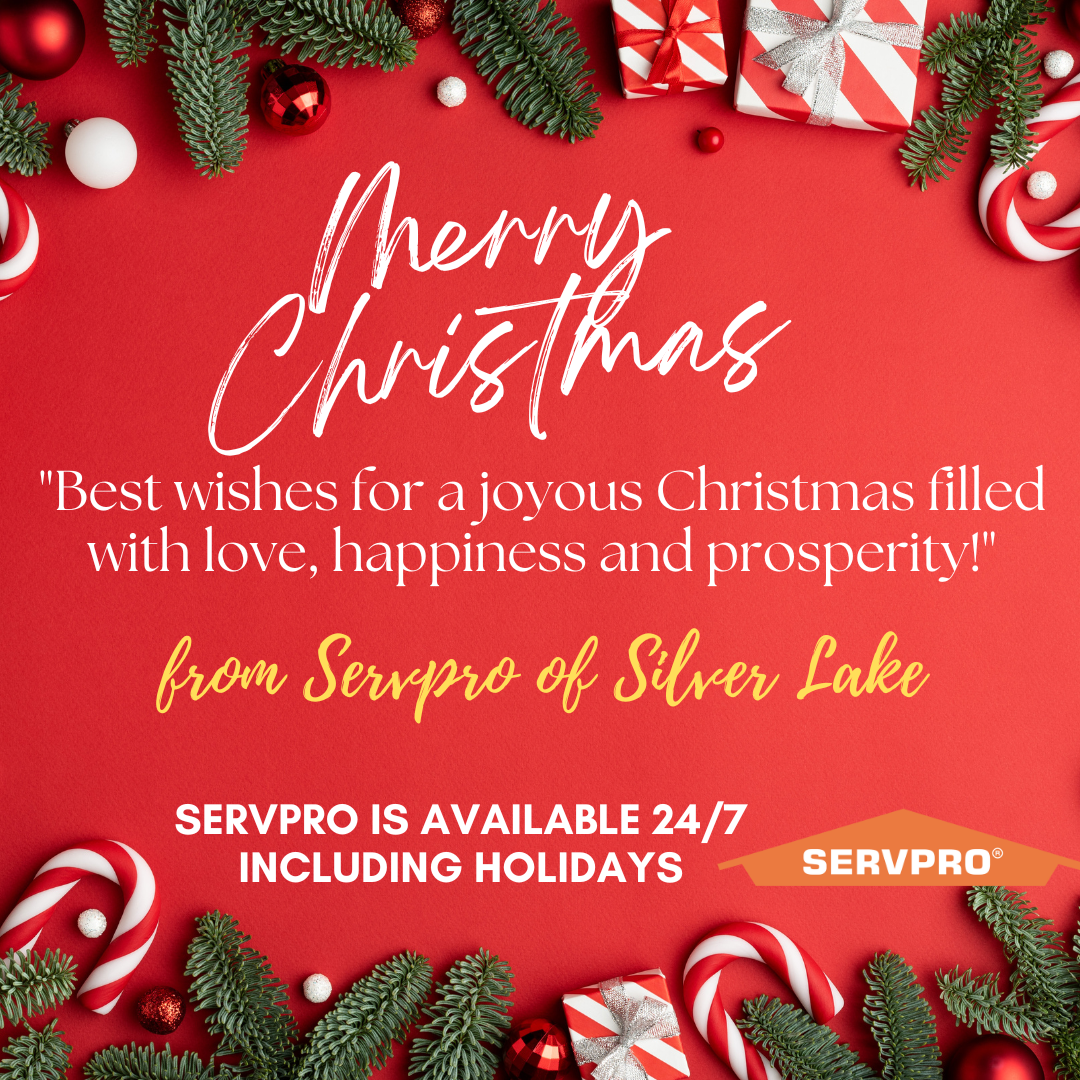 Merry
Christmas
"Best wishes for a joyous Christmas filled
with love, happiness and prosperity!"
from Servpro of Silver Lake
SERVPRO IS AVAILABLE 24/7
INCLUDING HOLIDAYS
SERVPRO®